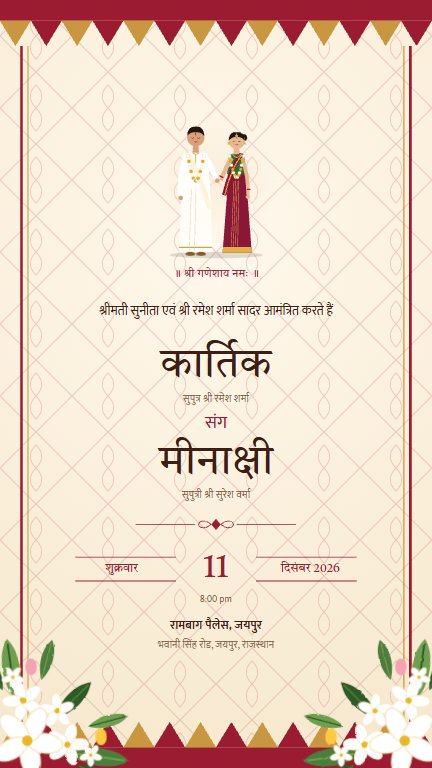 ॥ श्री गणेशाय नमः ॥
श्रीमती सुनीता एवं श्री रमेश शर्मा सादर आमंत्रित करते हैं
कार्तिक
सुपुत्र श्री रमेश शर्मा
संग
मीनाक्षी
सुपुत्री श्री सुरेश वर्मा
शुक्रवार 11 दिसंबर 2026
8:00 pm
रामबाग पैलेस, जयपुर
भवानी सिंह रोड, जयपुर, राजस्थान